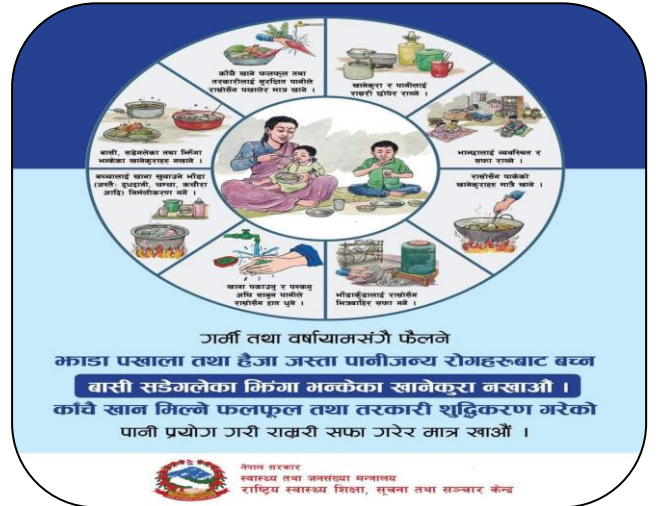 काँचै खाने फलफूल तथा
तरकारीलाई सुरक्षित पानीले
राम्रोसँग पखालेर मात्र खाने ।
खानेकुरा र पानीलाई
राम्ररी छोपेर राख्ने ।
भान्छालाई व्यवस्थित र
सफा राख्ने ।
राम्रोसँग पाकेको
खानेकुराहरू मात्रै खाने ।
भाँडाकुँडालाई राम्रोसँग
भित्रबाहिर सफा गर्ने ।
खाना पकाउनु र पस्कनु
अघि साबुन पानीले
राम्रोसँग हात धुने ।
बच्चालाई खाना खुवाउने भाँडा
(जस्तैः दूधदानी, चम्चा, कचौरा
आदि) निर्मलीकरण गर्ने ।
बासी, सडेगलेका तथा झिँगा
भन्केका खानेकुराहरू नखाने ।
गर्मी तथा वर्षायामसंगै फैलने
झाडा पखाला तथा हैजा जस्ता पानीजन्य रोगहरुबाट बच्न
बासी सडेगलेका झिंगा भन्केका खानेकुरा नखाऔं ।
काँचै खान मिल्ने फलफूल तथा तरकारी शुद्धिकरण गरेको
पानी प्रयोग गरी राम्ररी सफा गरेर मात्र खाऔं ।
नेपाल सरकार
स्वास्थ्य तथा जनसंख्या मन्त्रालय
राष्ट्रिय स्वास्थ्य शिक्षा, सूचना तथा सञ्चार केन्द्र